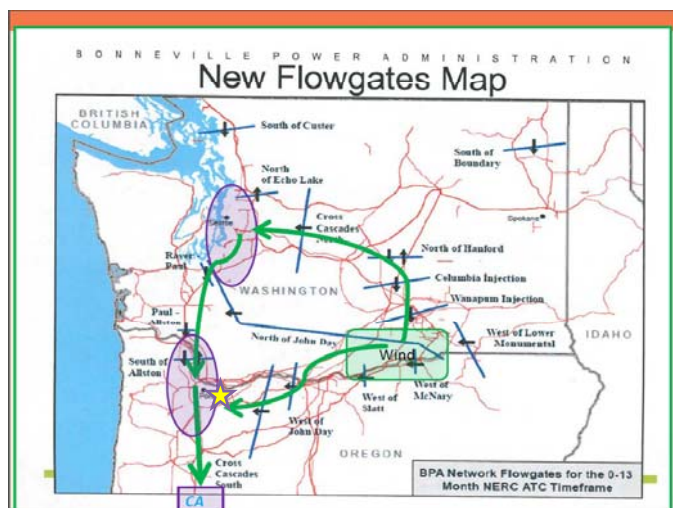 BONNEVILLE POWER ADMINISTRATION
New Flowgates Map
BRITISH
COLUMBIA
South of Custer
South of
Boundary
North
of Echo Lake
Cross
Cascades
Seattle
Spokane
North of Hanford
Raver
Paul
Columbia Injection
WASHINGTON
Wanapum Injection
Paul -
Allston
North of John Day
West of Lower
Monumental
IDAHO
South of
Allston
Wind
West of
McNary
West of
Slatt
West of
John Day
OREGON
Cross
Cascades
South
CA
BPA Network Flowgates for the 0-13
Month NERC ATC Timeframe